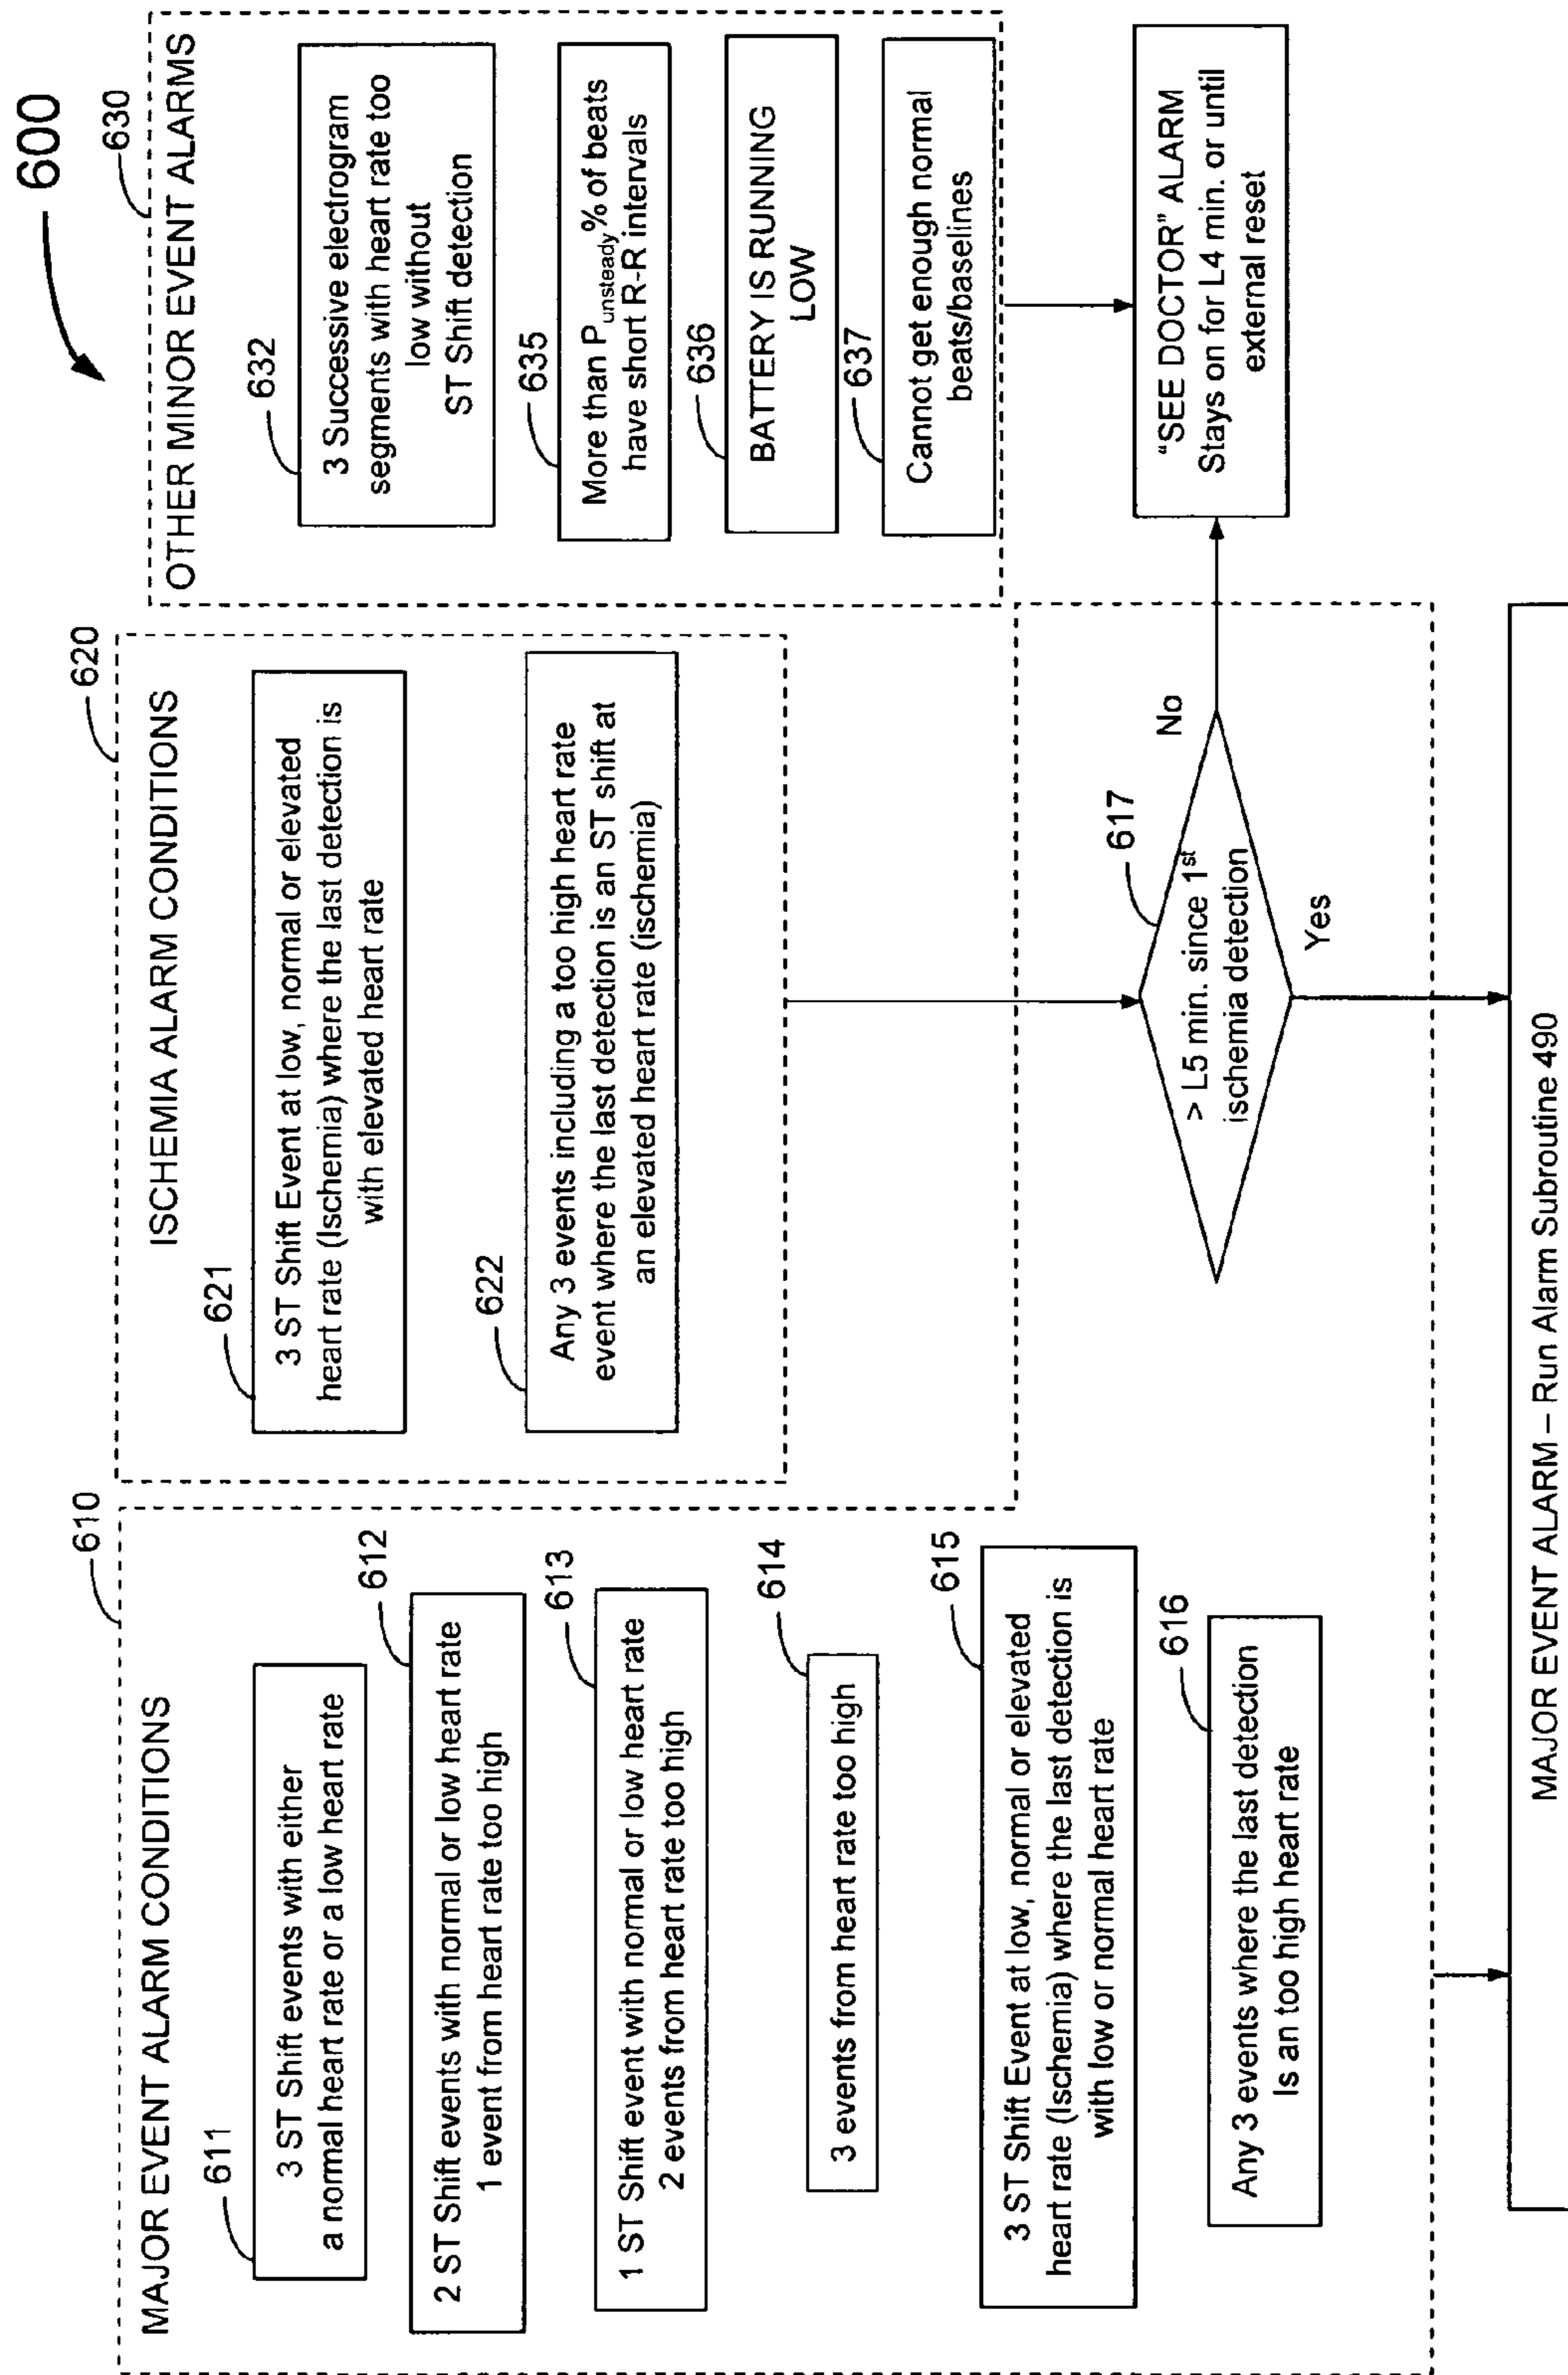 600
610
MAJOR EVENT ALARM CONDITIONS
611
3 ST Shift events with either
a normal heart rate or a low heart rate
612
2 ST Shift events with normal or low heart rate
1 event from heart rate too high
613
1 ST Shift event with normal or low heart rate
2 events from heart rate too high
614
3 events from heart rate too high
615
3 ST Shift Event at low, normal or elevated
heart rate (Ischemia) where the last detection is
with low or normal heart rate
616
Any 3 events where the last detection
Is an too high heart rate
620
ISCHEMIA ALARM CONDITIONS
621
3 ST Shift Event at low, normal or elevated
heart rate (Ischemia) where the last detection is
with elevated heart rate
622
Any 3 events including a too high heart rate
event where the last detection is an ST shift at
an elevated heart rate (ischemia)
617
> L5 min. since 1st
ischemia detection
No
Yes
630
OTHER MINOR EVENT ALARMS
632
3 Successive electrogram
segments with heart rate too
low without
ST Shift detection
635
More than Punsteady% of beats
have short R-R intervals
636
BATTERY IS RUNNING
LOW
637
Cannot get enough normal
beats/baselines
“SEE DOCTOR” ALARM
Stays on for L4 min. or until
external reset
MAJOR EVENT ALARM – Run Alarm Subroutine 490